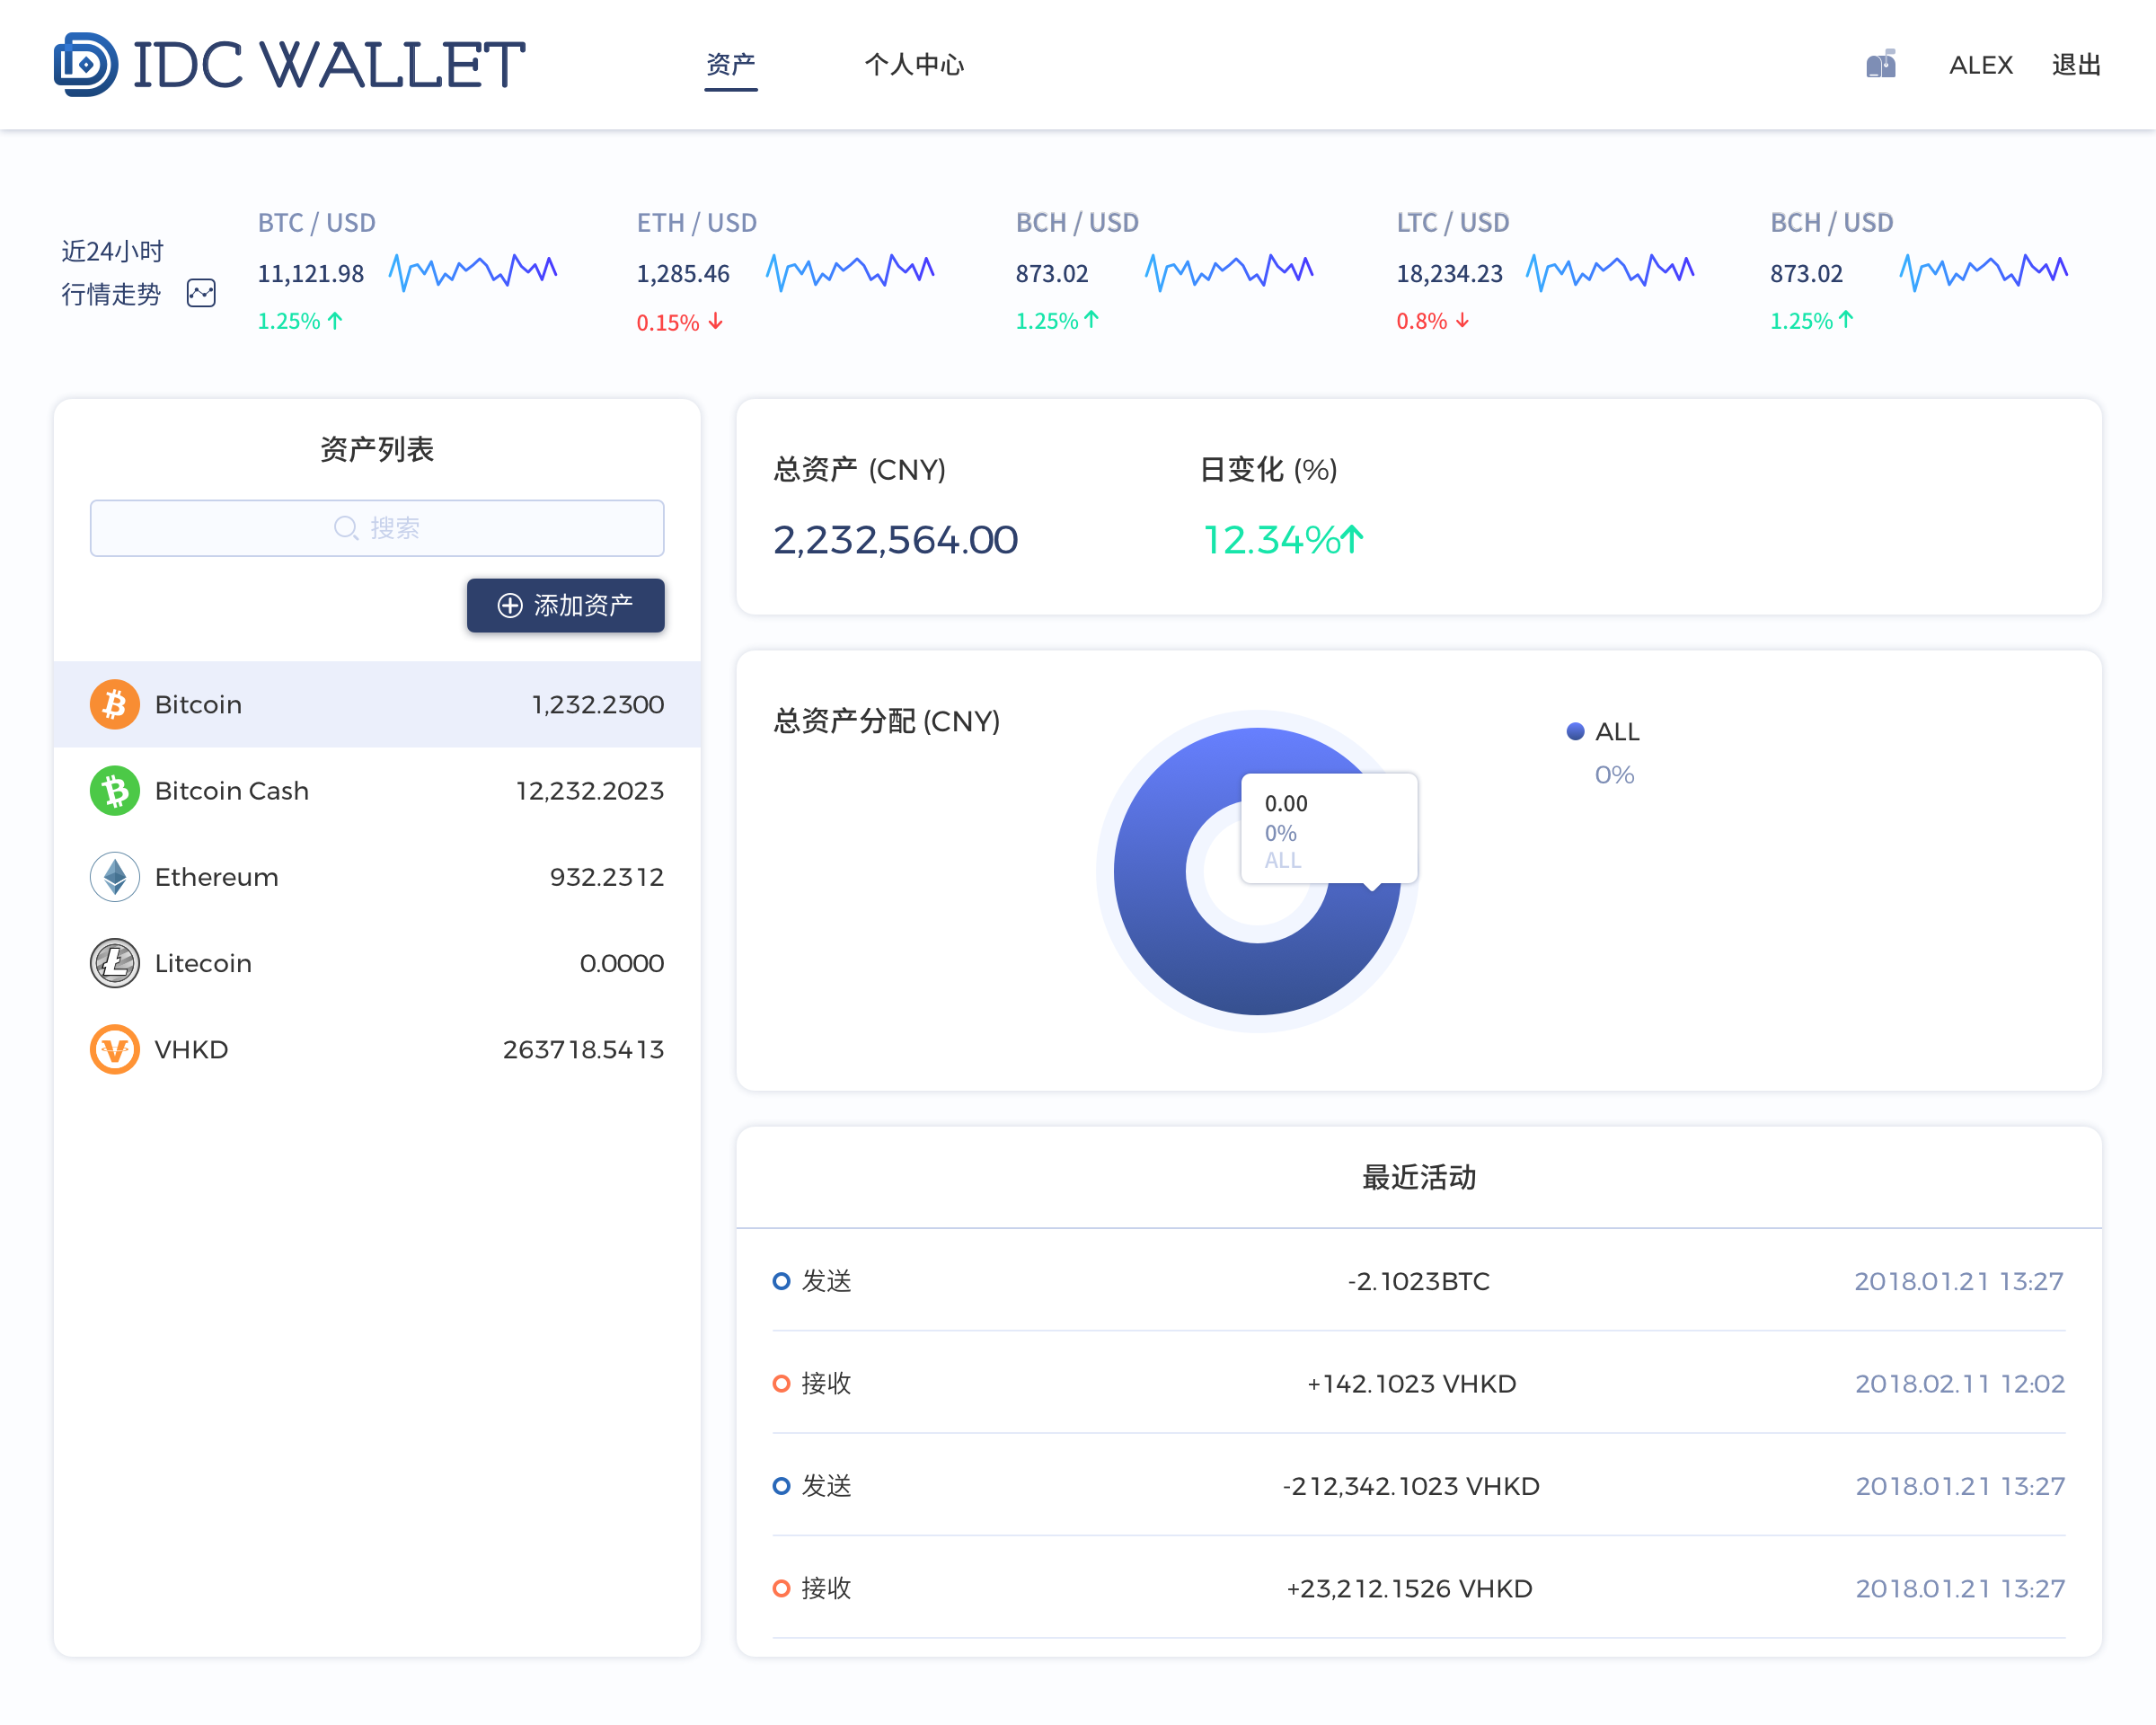 IDC WALLET
资产
个人中心
ALEX
退出
近24小时
行情走势
BTC / USD
11,121.98
1.25%
ETH / USD
1,285.46
0.15%
BCH / USD
873.02
1.25%
LTC / USD
18,234.23
0.8%
BCH / USD
873.02
1.25%
资产列表
搜索
添加资产
Bitcoin 1,232.2300
Bitcoin Cash 12,232.2023
Ethereum 932.2312
Litecoin 0.0000
VHKD 263718.5413
总资产 (CNY)
2,232,564.00
日变化 (%)
12.34%
总资产分配 (CNY)
0.00
0%
ALL
ALL
0%
最近活动
发送 -2.1023BTC 2018.01.21 13:27
接收 +142.1023 VHKD 2018.02.11 12:02
发送 -212,342.1023 VHKD 2018.01.21 13:27
接收 +23,212.1526 VHKD 2018.01.21 13:27